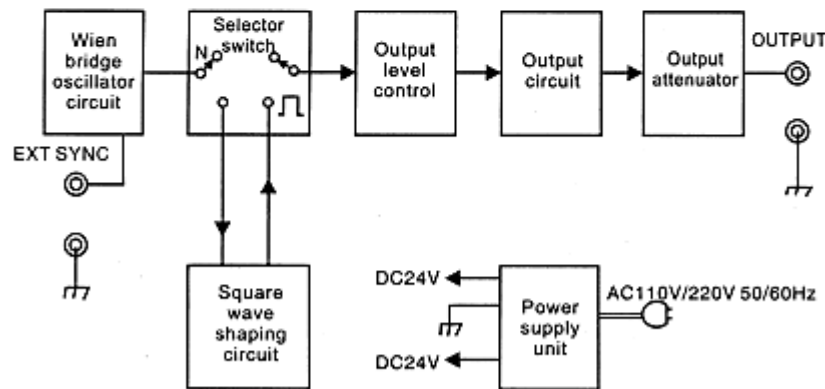 Wien
bridge
oscillator
circuit
Selector
switch
N
Output
level
control
Output
circuit
Output
attenuator
OUTPUT
EXT SYNC
Square
wave
shaping
circuit
DC24V
DC24V
Power
supply
unit
AC110V/220V 50/60Hz